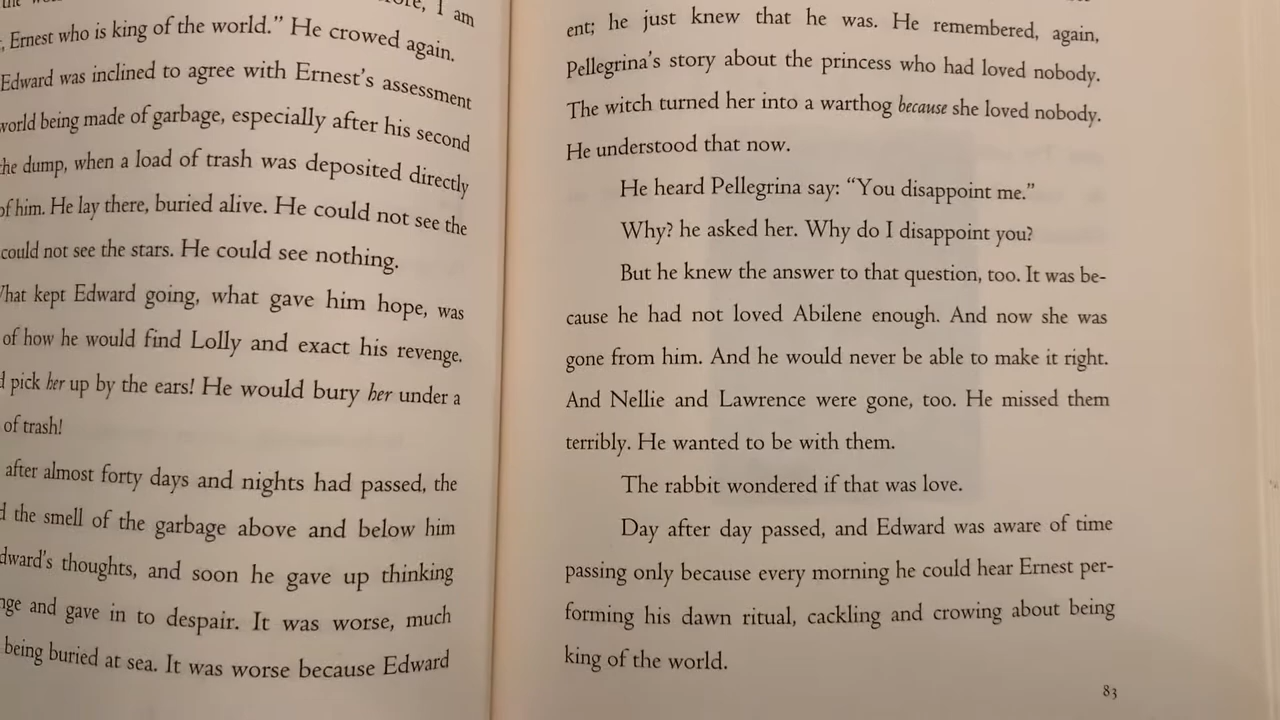 I am
Ernest who is king of the world.” He crowed again.
Edward was inclined to agree with Ernest’s assessment
world being made of garbage, especially after his second
the dump, when a load of trash was deposited directly
of him. He lay there, buried alive. He could not see the
could not see the stars. He could see nothing.
What kept Edward going, what gave him hope, was
of how he would find Lolly and exact his revenge.
pick her up by the ears! He would bury her under a
of trash!
after almost forty days and nights had passed, the
the smell of the garbage above and below him
Edward's thoughts, and soon he gave up thinking
and gave in to despair. It was worse, much
being buried at sea. It was worse because Edward
ent; he just knew that he was. He remembered, again,
Pellegrina’s story about the princess who had loved nobody.
The witch turned her into a warthog because she loved nobody.
He understood that now.
He heard Pellegrina say: “You disappoint me.”
Why? he asked her. Why do I disappoint you?
But he knew the answer to that question, too. It was be-
cause he had not loved Abilene enough. And now she was
gone from him. And he would never be able to make it right.
And Nellie and Lawrence were gone, too. He missed them
terribly. He wanted to be with them.
The rabbit wondered if that was love.
Day after day passed, and Edward was aware of time
passing only because every morning he could hear Ernest per-
forming his dawn ritual, cackling and crowing about being
king of the world.
83